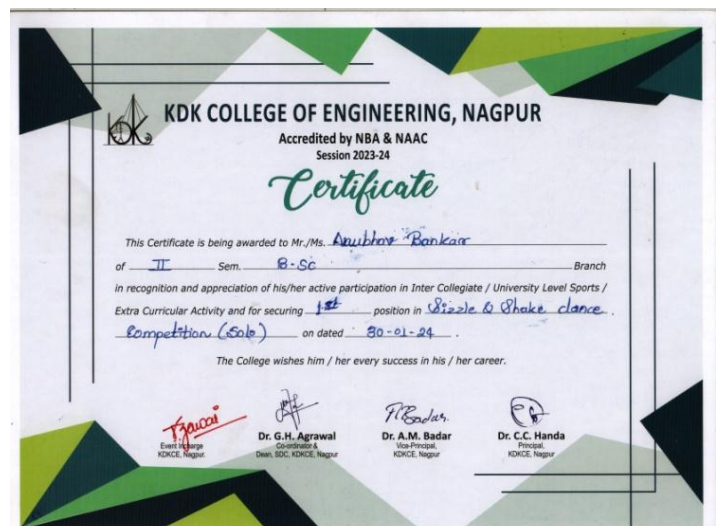 KDK
KDK COLLEGE OF ENGINEERING, NAGPUR
Accredited by NBA & NAAC
Session 2023-24
Certificate
This Certificate is being awarded to Mr./Ms. Anubhav Bankar
of II Sem. B-Sc Branch
in recognition and appreciation of his/her active participation in Inter Collegiate / University Level Sports /
Extra Curricular Activity and for securing 1st position in Sizzle & Shake dance
Competition (Solo) on dated 30-01-24 .
The College wishes him / her every success in his / her career.
Event Incharge
KDKCE, Nagpur.
Dr. G.H. Agrawal
Co-ordinator &
Dean, SDC, KDKCE, Nagpur
Dr. A.M. Badar
Vice-Principal,
KDKCE, Nagpur
Dr. C.C. Handa
Principal,
KDKCE, Nagpur